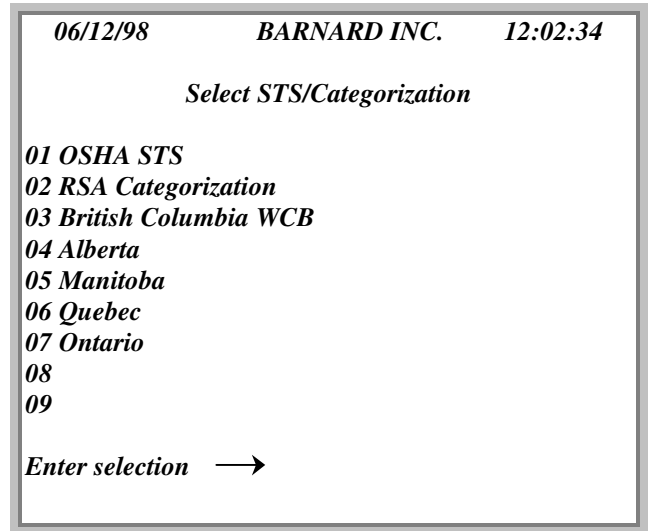 06/12/98 BARNARD INC. 12:02:34
Select STS/Categorization
01 OSHA STS
02 RSA Categorization
03 British Columbia WCB
04 Alberta
05 Manitoba
06 Quebec
07 Ontario
08
09
Enter selection →